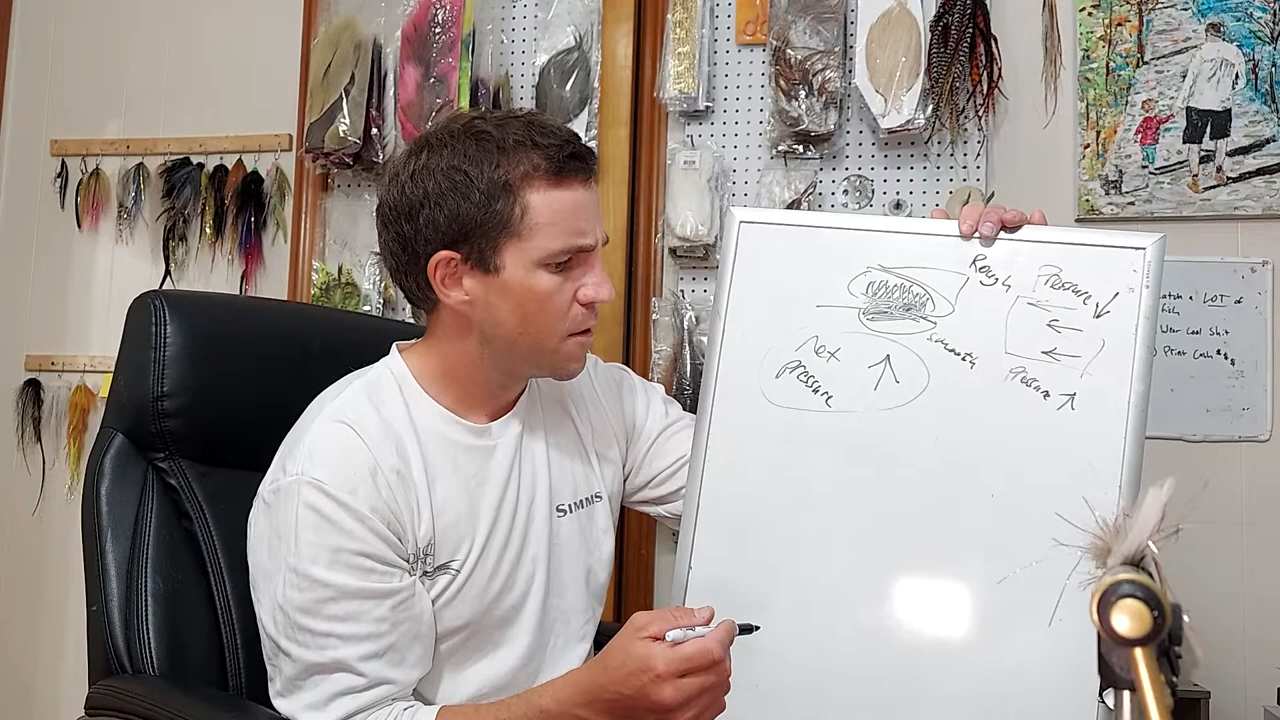 Rough
Pressure
smooth
net
pressure
Pressure
catch a LOT of
fish
Wear Cool Shit
Print Cash $$$
SIMMS